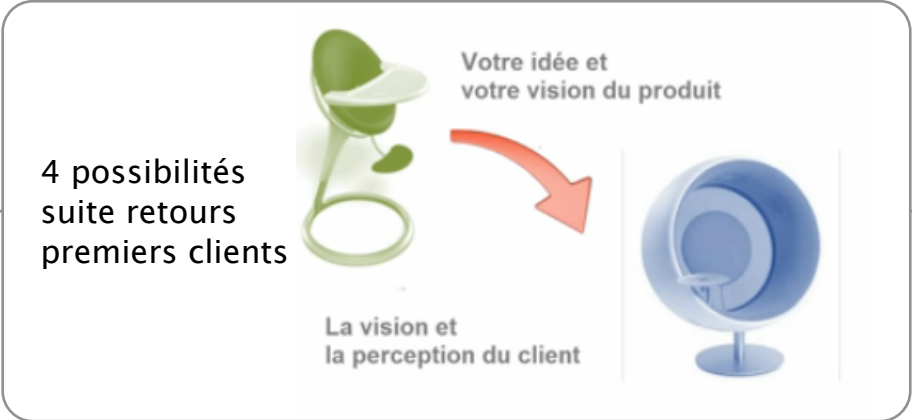 Votre idée et
votre vision du produit
4 possibilités
suite retours
premiers clients
La vision et
la perception du client